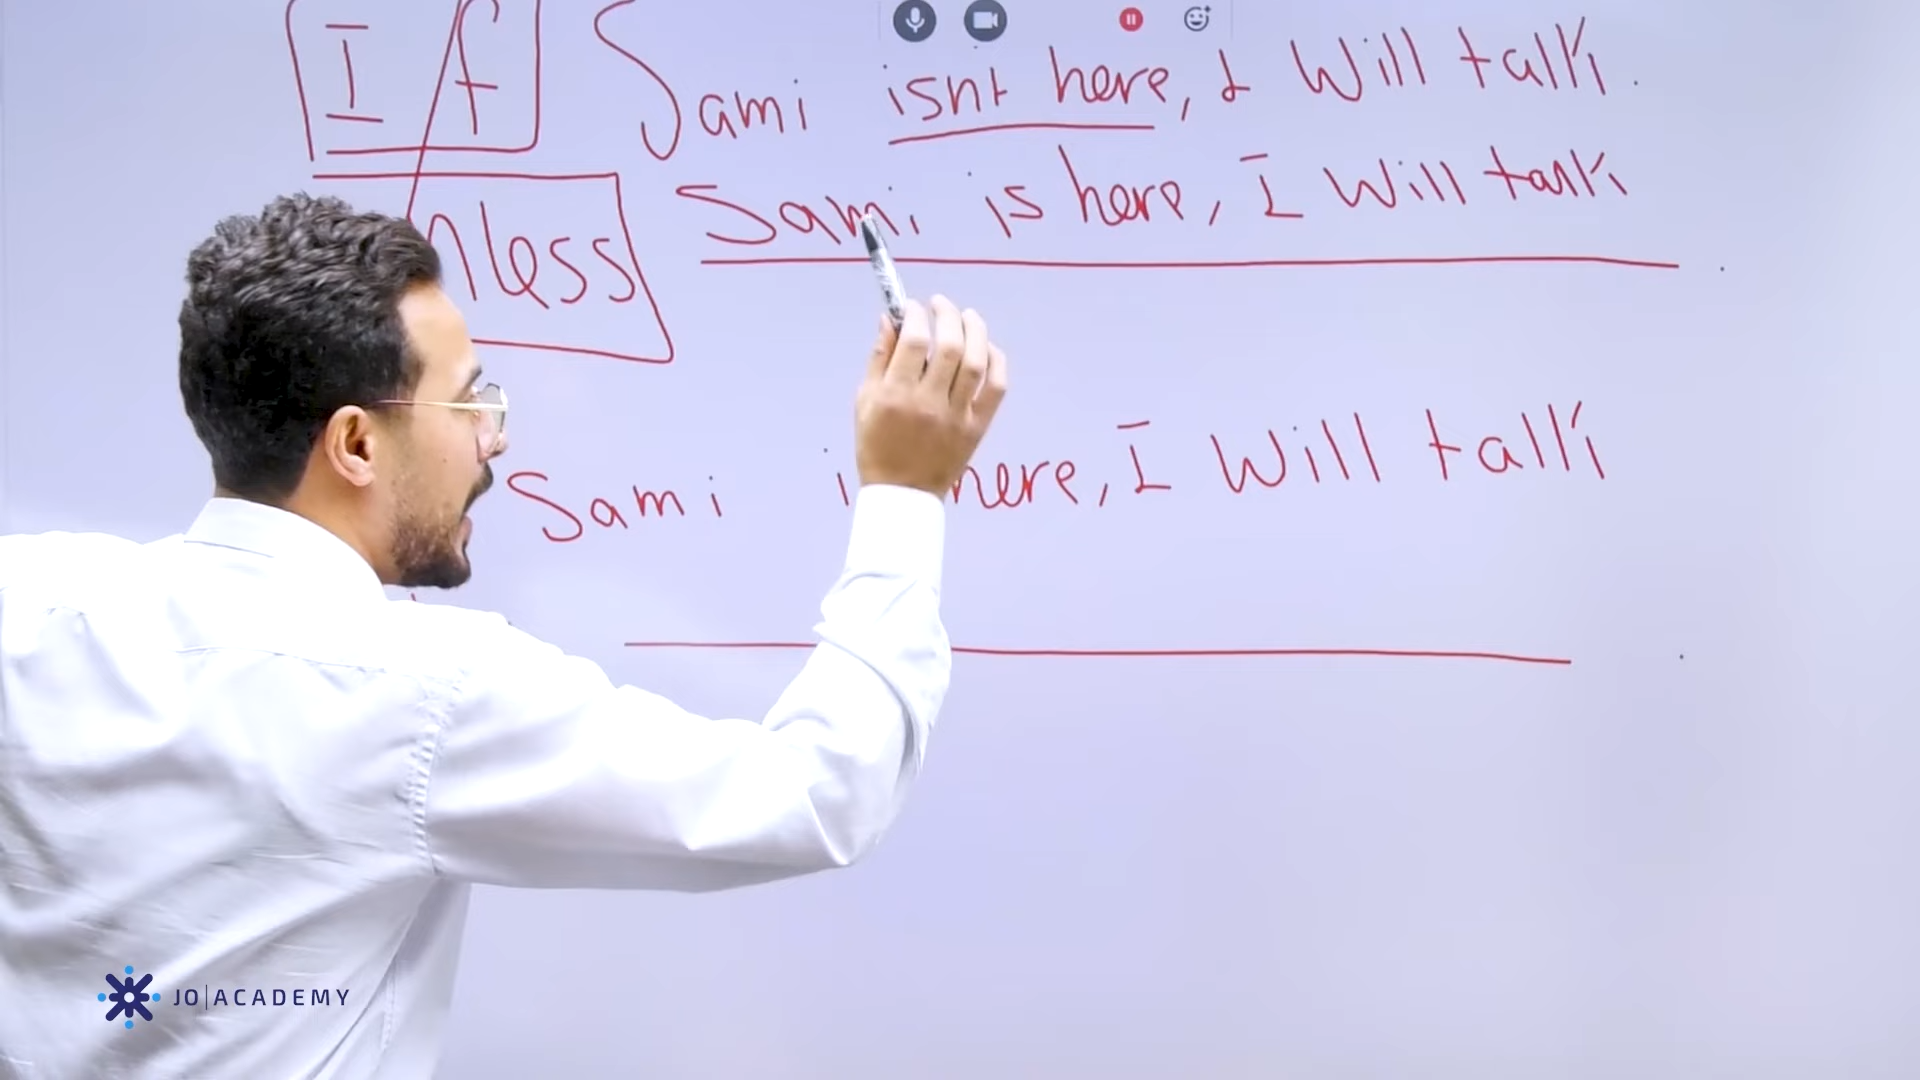 If Sami isnt here, I Will talk.
nless Sami is here, I Will talk
Sami i here, I Will talk
JO|ACADEMY